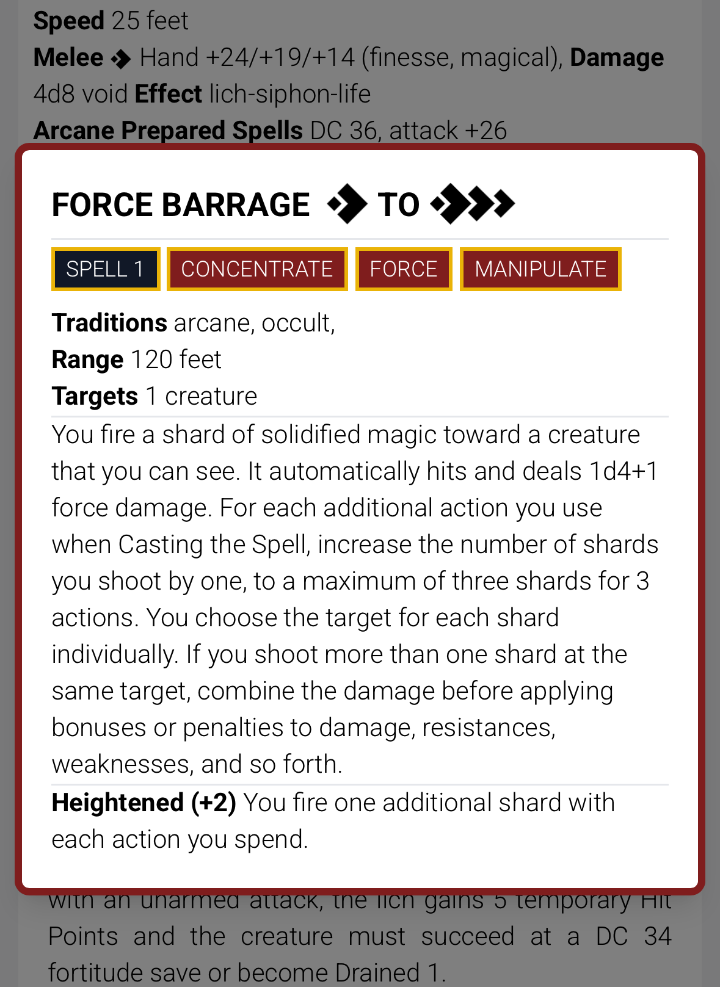 Speed 25 feet
Melee Hand +24/+19/+14 (finesse, magical), Damage
4d8 void Effect lich-siphon-life
Arcane Prepared Spells DC 36, attack +26
FORCE BARRAGE TO
SPELL 1 CONCENTRATE FORCE MANIPULATE
Traditions arcane, occult,
Range 120 feet
Targets 1 creature
You fire a shard of solidified magic toward a creature
that you can see. It automatically hits and deals 1d4+1
force damage. For each additional action you use
when Casting the Spell, increase the number of shards
you shoot by one, to a maximum of three shards for 3
actions. You choose the target for each shard
individually. If you shoot more than one shard at the
same target, combine the damage before applying
bonuses or penalties to damage, resistances,
weaknesses, and so forth.
Heightened (+2) You fire one additional shard with
each action you spend.
with an unarmed attack, the lich gains 5 temporary Hit
Points and the creature must succeed at a DC 34
fortitude save or become Drained 1.